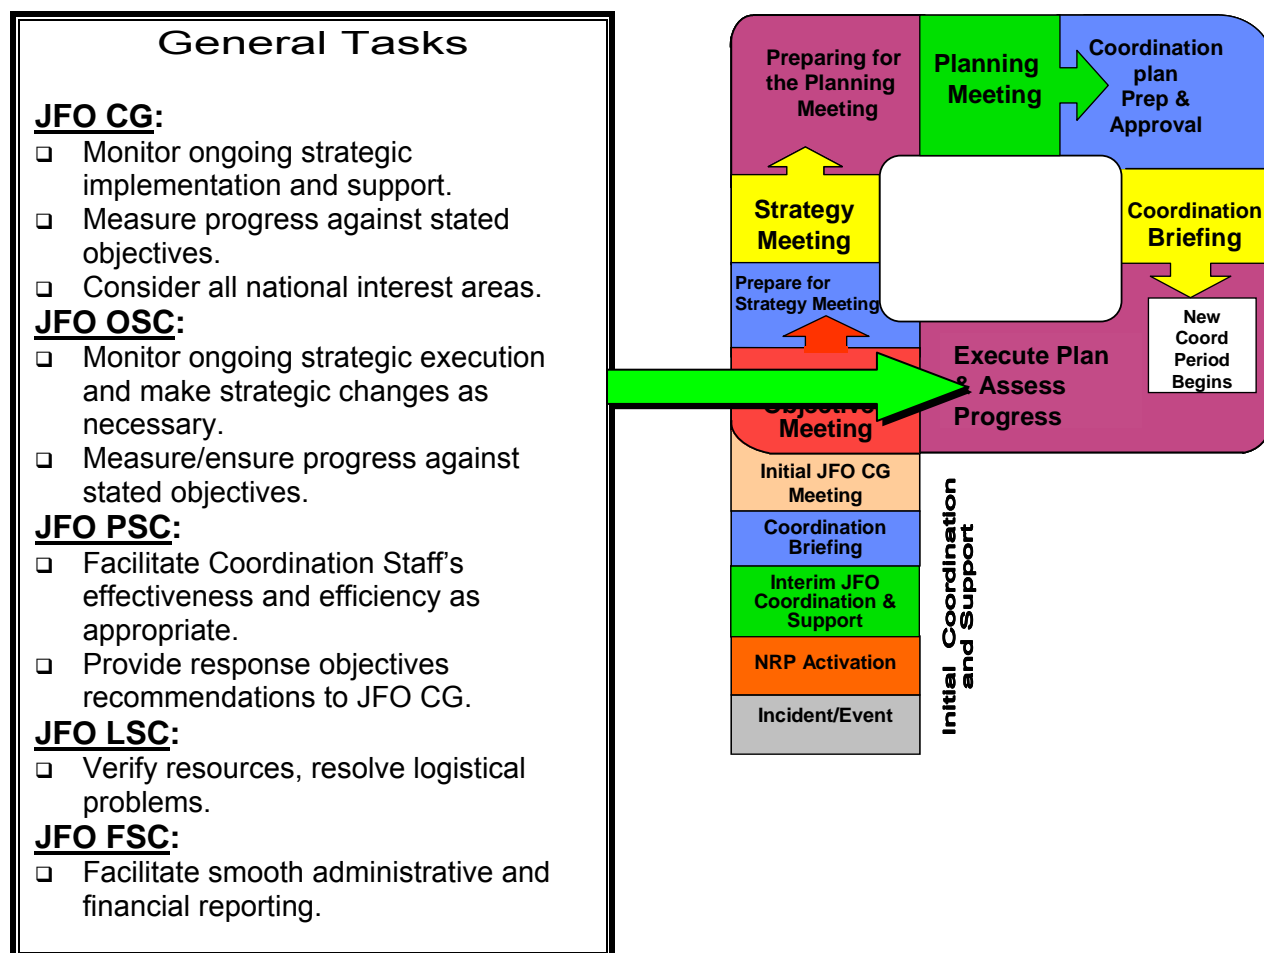 General Tasks
JFO CG:
❑ Monitor ongoing strategic
implementation and support.
❑ Measure progress against stated
objectives.
❑ Consider all national interest areas.
JFO OSC:
❑ Monitor ongoing strategic execution
and make strategic changes as
necessary.
❑ Measure/ensure progress against
stated objectives.
JFO PSC:
❑ Facilitate Coordination Staff’s
effectiveness and efficiency as
appropriate.
❑ Provide response objectives
recommendations to JFO CG.
JFO LSC:
❑ Verify resources, resolve logistical
problems.
JFO FSC:
❑ Facilitate smooth administrative and
financial reporting.
Preparing for
the Planning
Meeting
Planning
Meeting
Coordination
plan
Prep &
Approval
Strategy
Meeting
Coordination
Briefing
Prepare for
Strategy Meeting
New
Coord
Period
Begins
Execute Plan
& Assess
Progress
Meeting
Initial JFO CG
Meeting
Coordination
Briefing
Interim JFO
Coordination &
Support
NRP Activation
Incident/Event
Initial Coordination
and Support